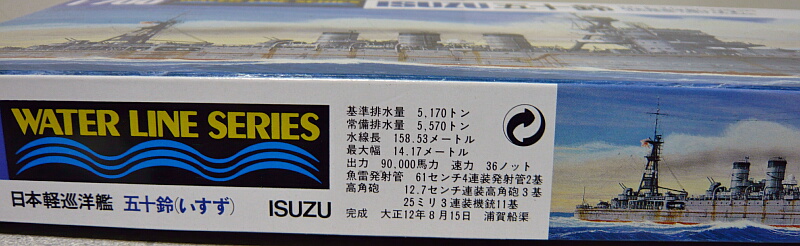 1/700
ISUZU 五十鈴
WATER LINE SERIES
日本軽巡洋艦 五十鈴(いすず) ISUZU
基準排水量 5,170トン
常備排水量 5,570トン
水線長 158.53メートル
最大幅 14.17メートル
出力 90,000馬力 速力 36ノット
魚雷発射管 61センチ4連装発射管2基
高角砲 12.7センチ連装高角砲3基
25ミリ3連装機銃11基
完成 大正12年8月15日 浦賀船渠